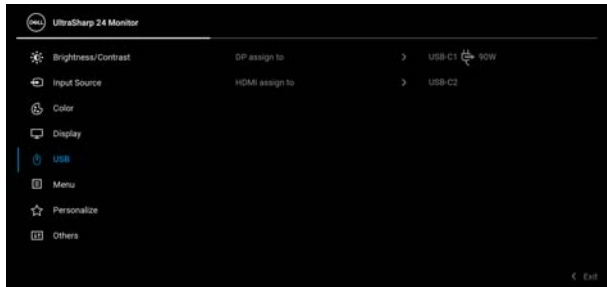 DELL UltraSharp 24 Monitor
Brightness/Contrast DP assign to > USB-C1 90W
Input Source HDMI assign to > USB-C2
Color
Display
USB
Menu
Personalize
Others
< Exit